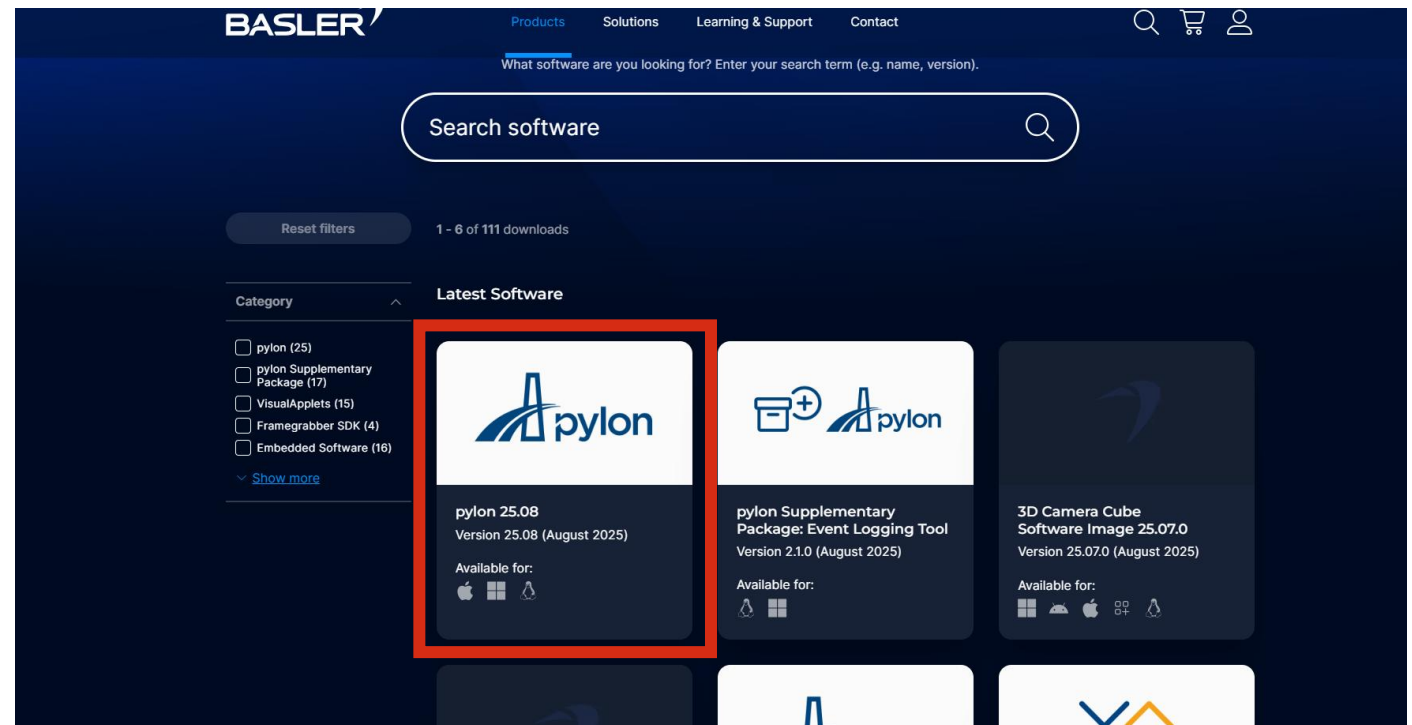 BASLER
Products
Solutions
Learning & Support
Contact
What software are you looking for? Enter your search term (e.g. name, version).
Search software
Reset filters
1 - 6 of 111 downloads
Category
Latest Software
pylon (25)
pylon Supplementary
Package (17)
VisualApplets (15)
Framegrabber SDK (4)
Embedded Software (16)
Show more
pylon
pylon 25.08
Version 25.08 (August 2025)
Available for:
pylon
pylon Supplementary
Package: Event Logging Tool
Version 2.1.0 (August 2025)
Available for:
3D Camera Cube
Software Image 25.07.0
Version 25.07.0 (August 2025)
Available for: